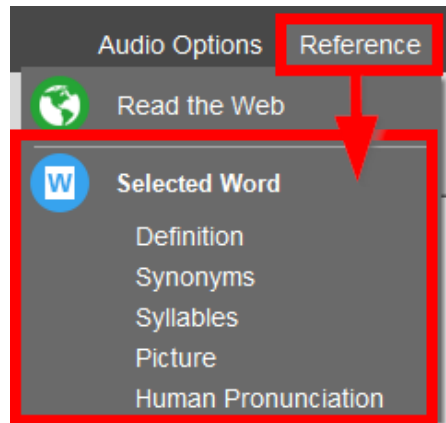 Audio Options Reference
Read the Web
W Selected Word
Definition
Synonyms
Syllables
Picture
Human Pronunciation